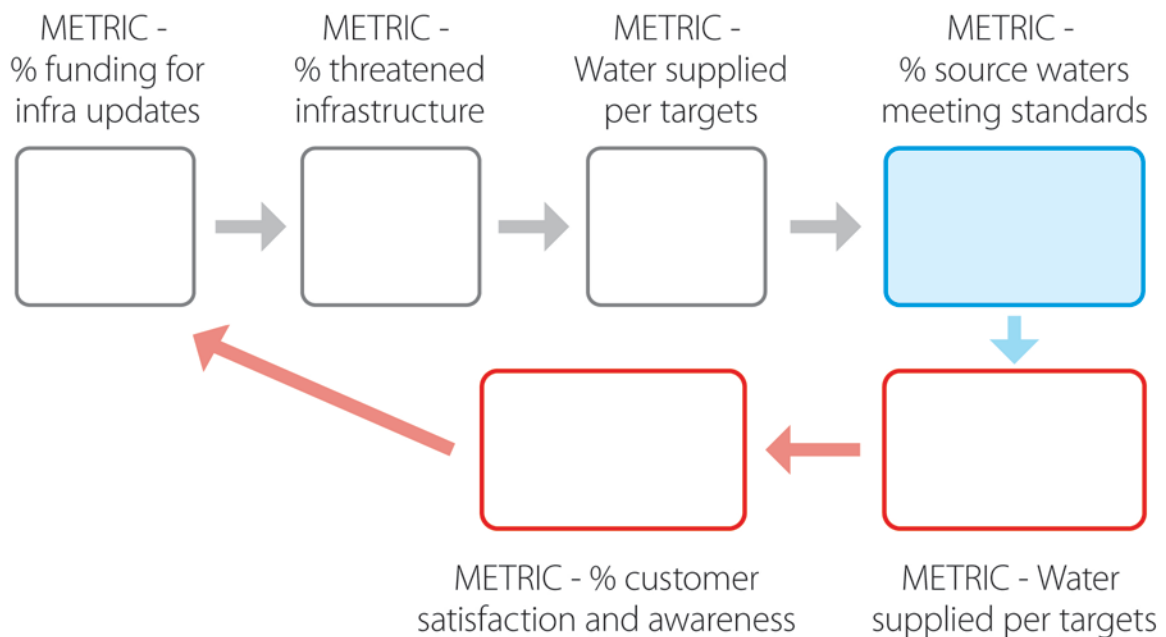 METRIC -
% funding for
infra updates
METRIC -
% threatened
infrastructure
METRIC -
Water supplied
per targets
METRIC -
% source waters
meeting standards
METRIC - % customer
satisfaction and awareness
METRIC - Water
supplied per targets